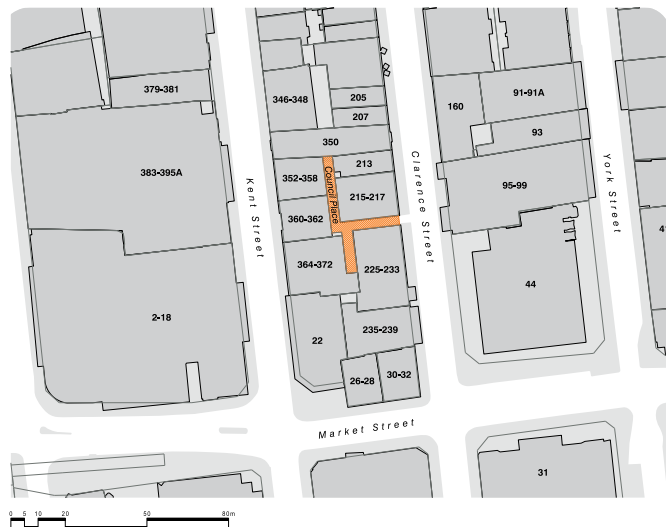 379-381
346-348
205
207
160
91-91A
93
350
383-395A
352-358
Council Place
213
215-217
95-99
Kent Street
Clarence Street
York Street
360-362
364-372
225-233
44
2-18
22
235-239
26-28
30-32
Market Street
31
0 5 10 20 50 80m